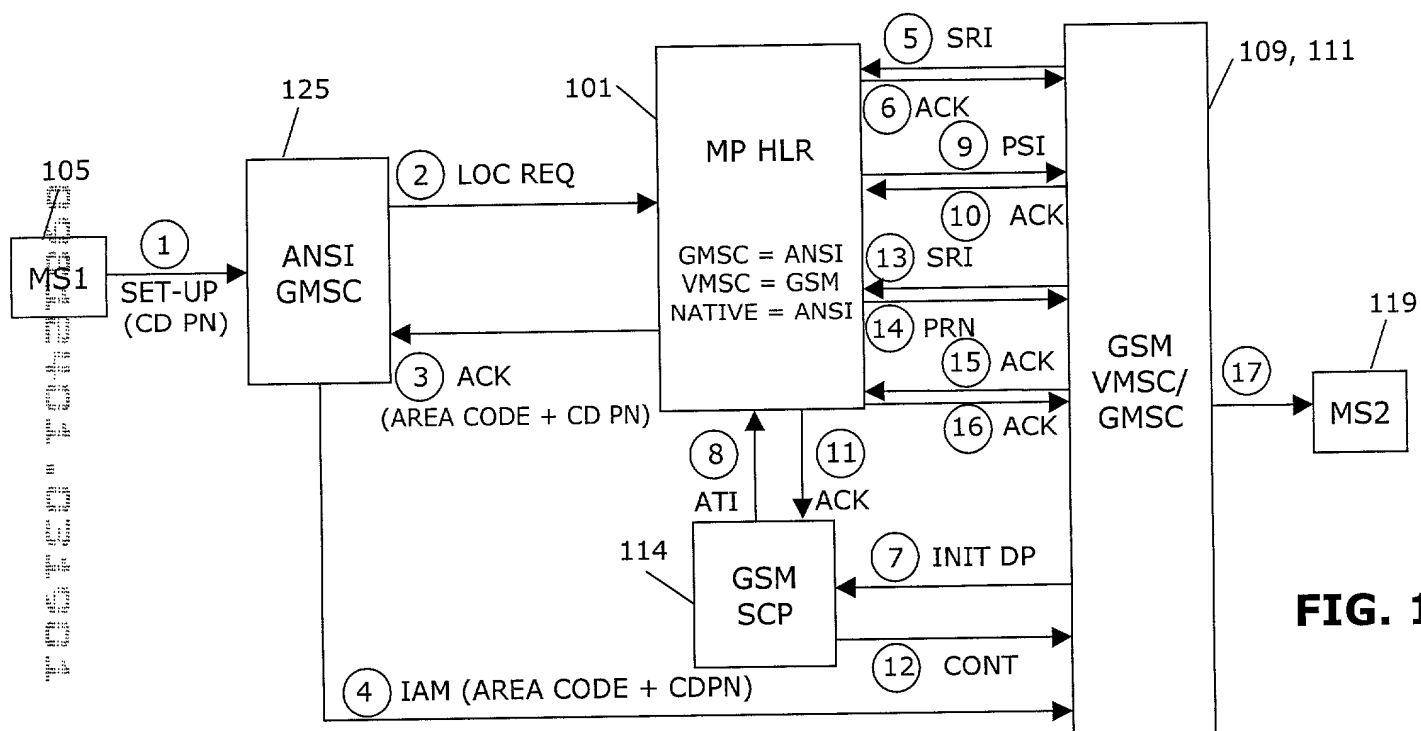 5 SRI
109, 111
125
101
6 ACK
MP HLR
9 PSI
105
2 LOC REQ
10 ACK
1
MS1
SET-UP
(CD PN)
ANSI
GMSC
GMSC = ANSI
VMSC = GSM
NATIVE = ANSI
13 SRI
14 PRN
119
3 ACK
(AREA CODE + CD PN)
15 ACK
16 ACK
GSM
VMSC/
GMSC
17
MS2
8
ATI
11
ACK
114
GSM
SCP
7 INIT DP
12 CONT
FIG. 1
4 IAM (AREA CODE + CDPN)